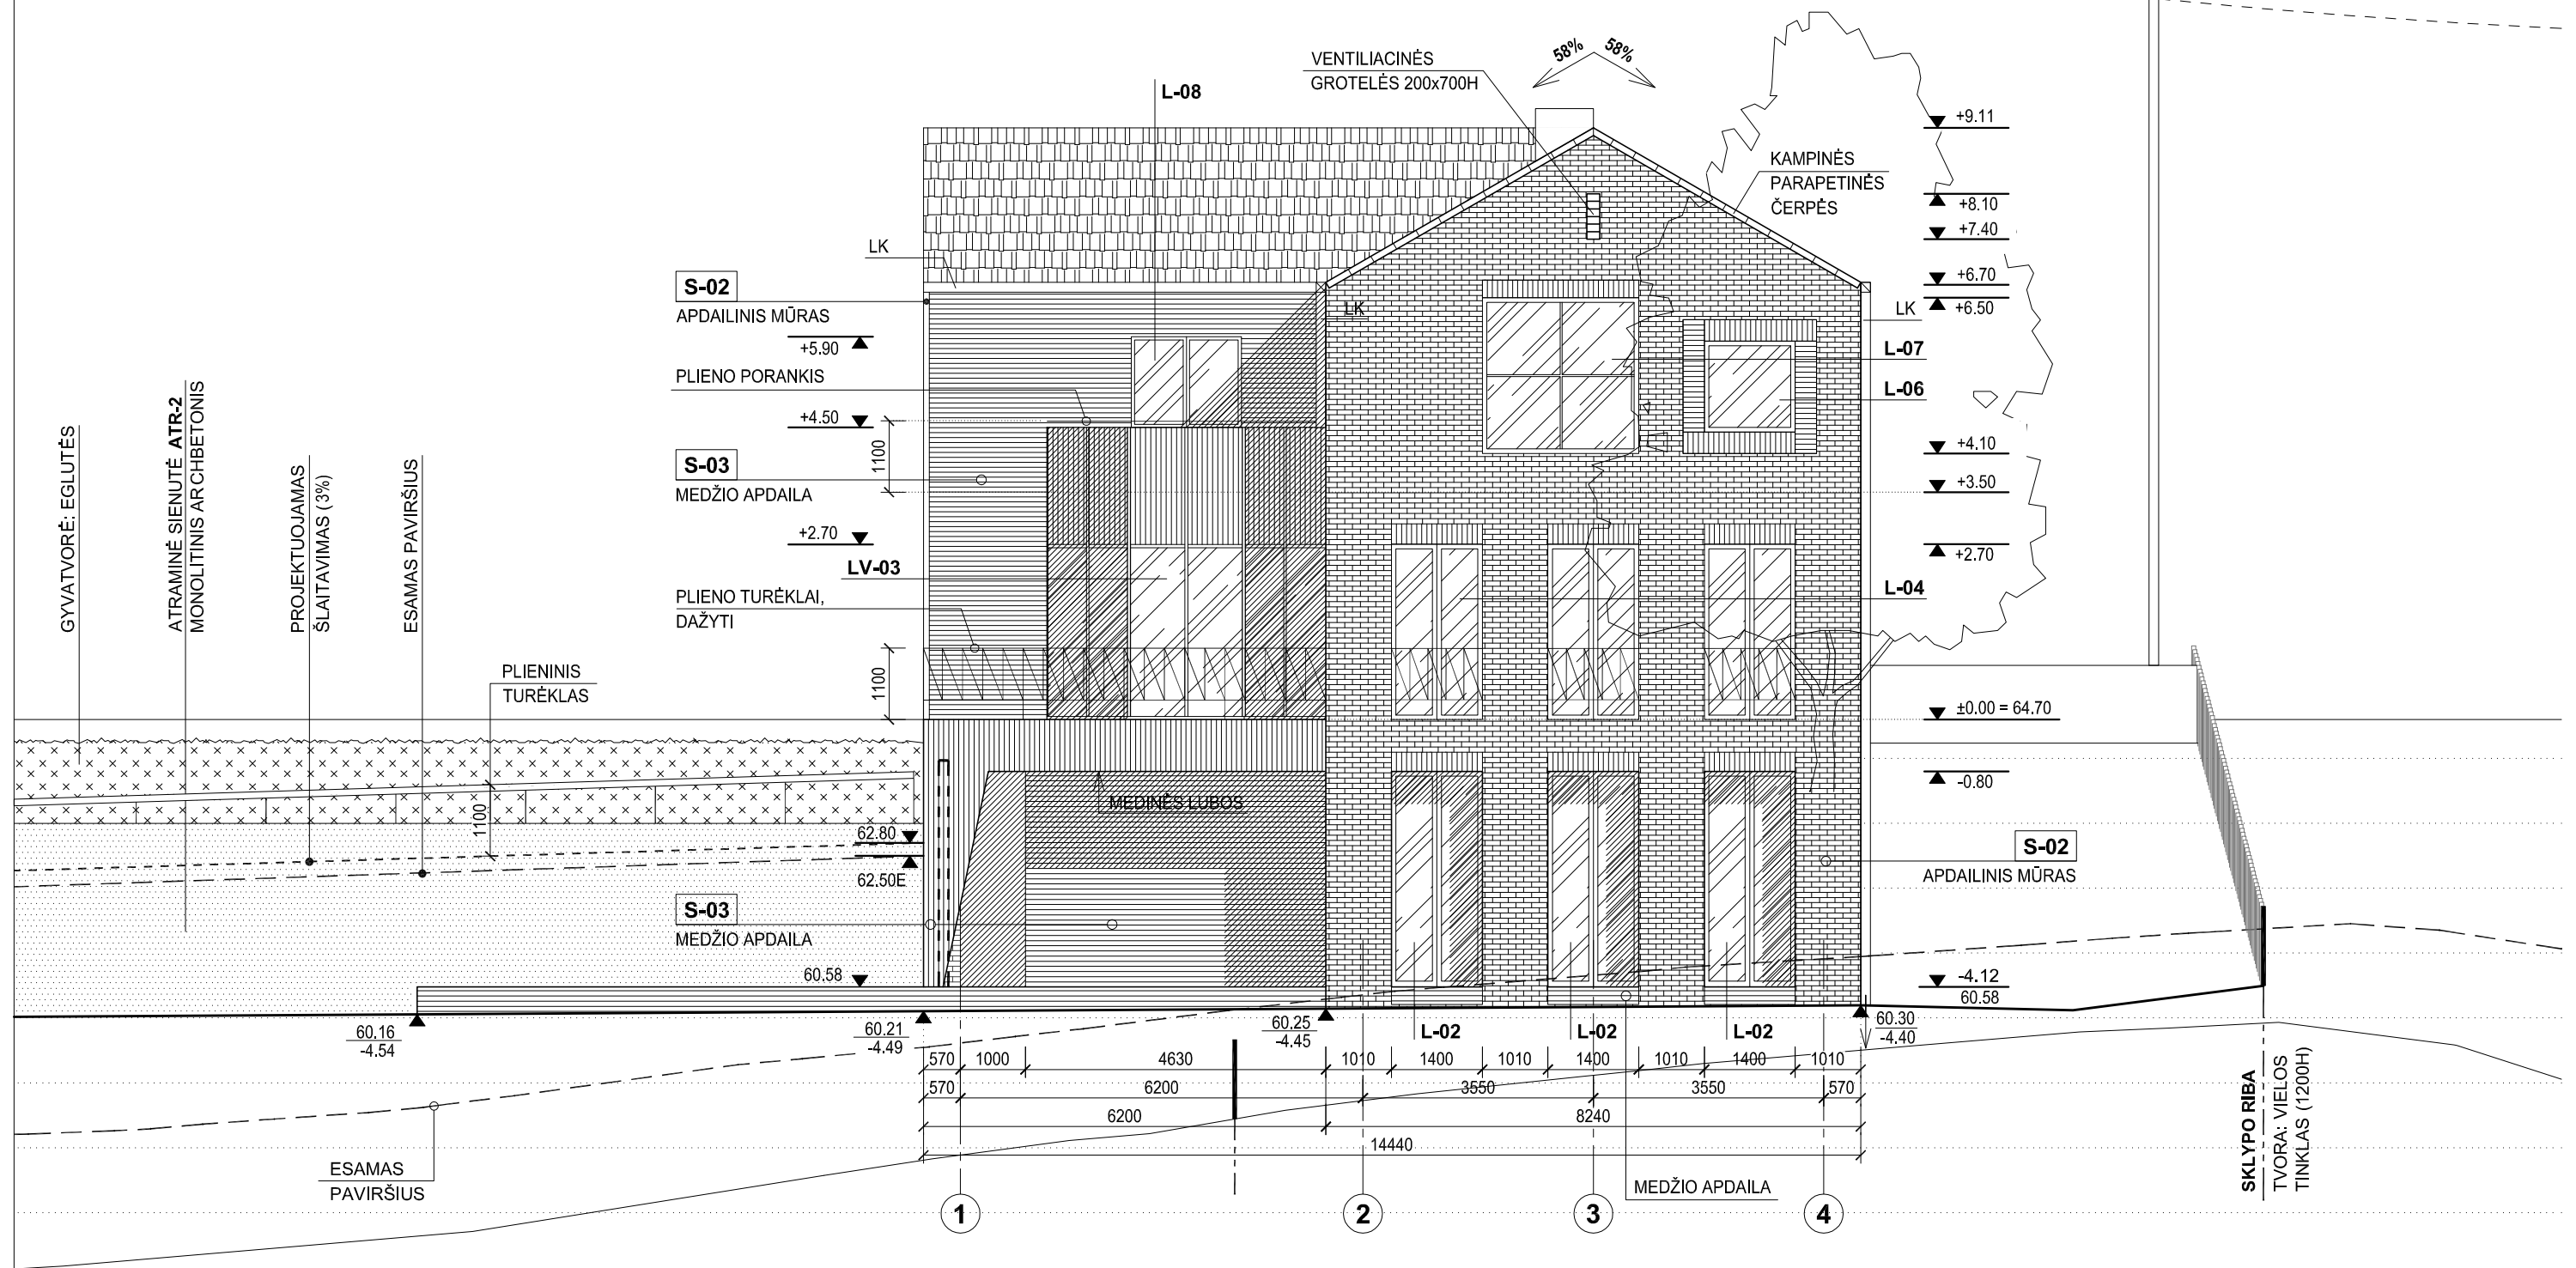 58%
58%
VENTILIACINĖS
GROTELĖS 200x700H
L-08
+9.11
KAMPINĖS
PARAPETINĖS
ČERPĖS
+8.10
+7.40
LK
+6.70
S-02
APDAILINIS MŪRAS
LK
LK
+6.50
+5.90
L-07
PLIENO PORANKIS
L-06
+4.50
1100
+4.10
S-03
MEDŽIO APDAILA
+3.50
+2.70
+2.70
LV-03
L-04
PLIENO TURĖKLAI,
DAŽYTI
GYVATVORĖ: EGLUTĖS
ATRAMINĖ SIENUTĖ ATR-2
MONOLITINIS ARCHBETONIS
PROJEKTUOJAMAS
ŠLAITAVIMAS (3%)
ESAMAS PAVIRŠIUS
PLIENINIS
TURĖKLAS
1100
±0.00 = 64.70
-0.80
MEDINĖS LUBOS
1100
62.80
62.50E
S-02
APDAILINIS MŪRAS
S-03
MEDŽIO APDAILA
60.58
-4.12
60.58
60.16
-4.54
60.21
-4.49
60.25
-4.45
L-02
L-02
L-02
60.30
-4.40
570
1000
4630
1010
1400
1010
1400
1010
1400
1010
570
6200
3550
3550
570
6200
8240
14440
ESAMAS
PAVIRŠIUS
MEDŽIO APDAILA
1
2
3
4
SKLYPO RIBA
TVORA: VIELOS
TINKLAS (1200H)